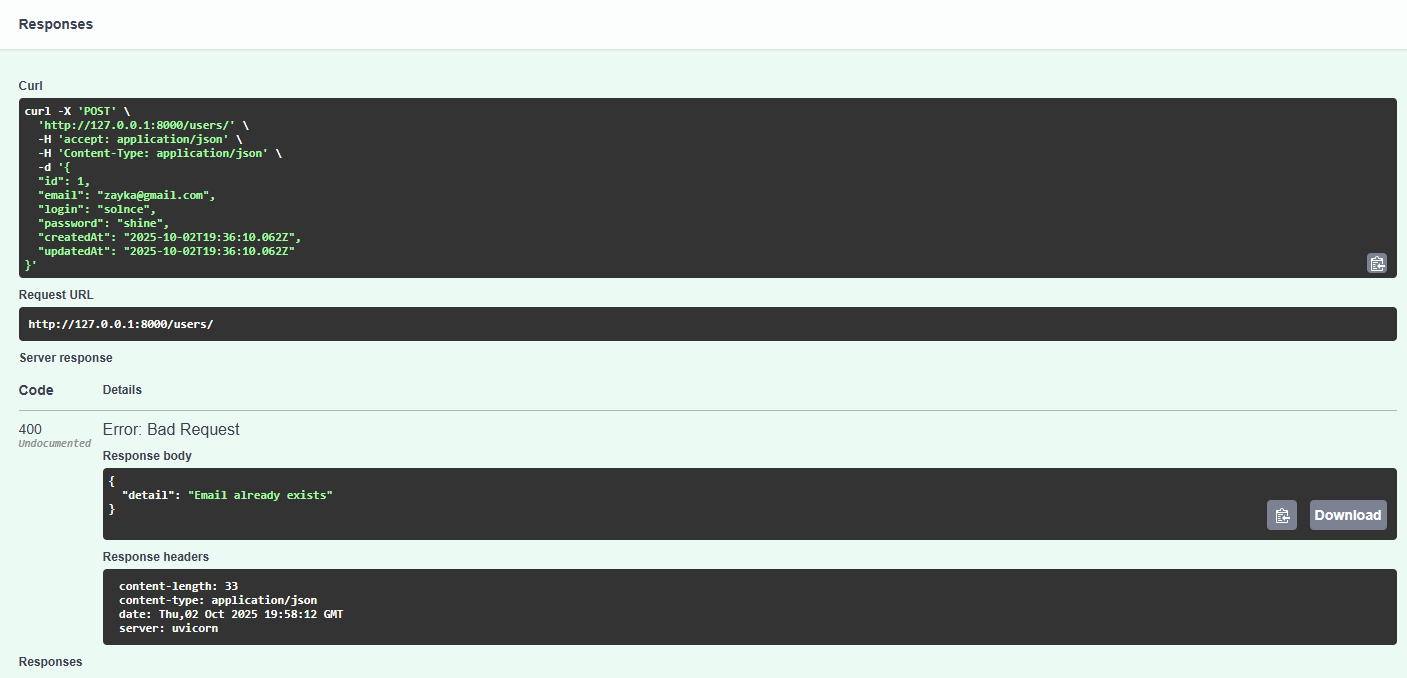 Responses
Curl
curl -X 'POST' \
  'http://127.0.0.1:8000/users/' \
  -H 'accept: application/json' \
  -H 'Content-Type: application/json' \
  -d '{
  "id": 1,
  "email": "zayka@gmail.com",
  "login": "solnce",
  "password": "shine",
  "createdAt": "2025-10-02T19:36:10.062Z",
  "updatedAt": "2025-10-02T19:36:10.062Z"
}'
Request URL
http://127.0.0.1:8000/users/
Server response
Code Details
400 Error: Bad Request
Undocumented
Response body
{
  "detail": "Email already exists"
}
Download
Response headers
content-length: 33
content-type: application/json
date: Thu,02 Oct 2025 19:58:12 GMT
server: uvicorn
Responses